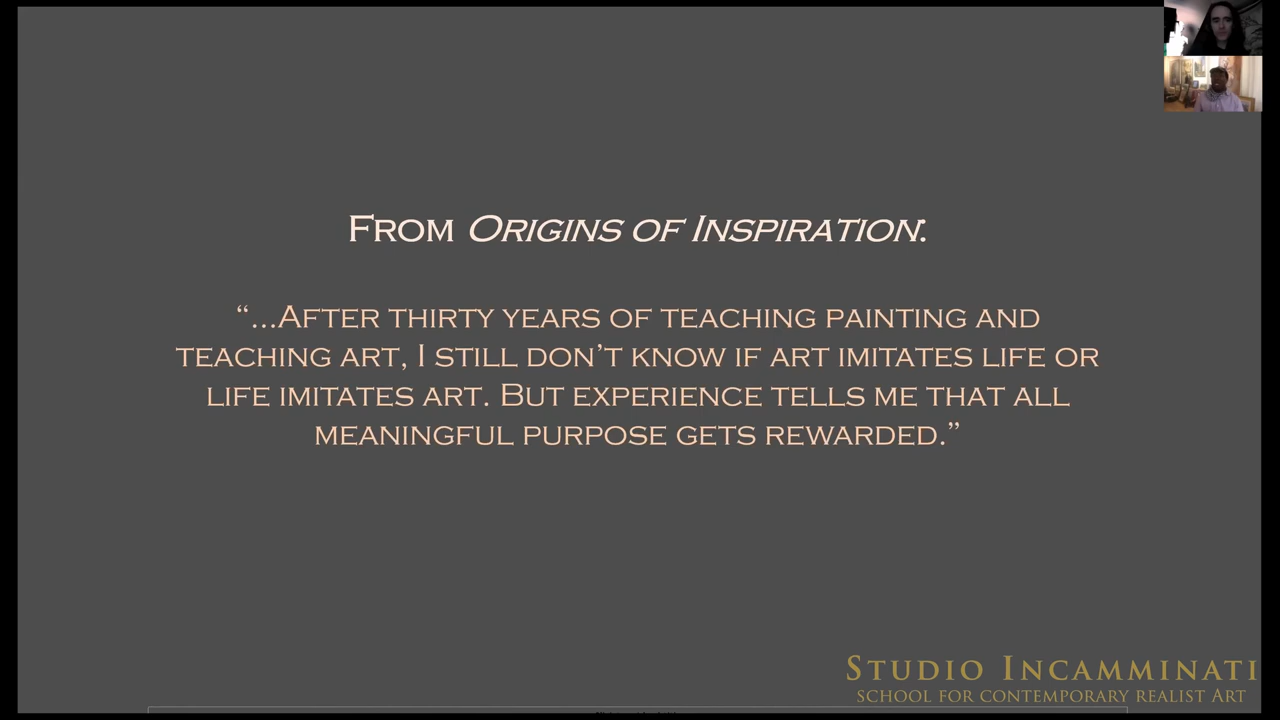 From Origins of Inspiration:
“...After thirty years of teaching painting and
teaching art, I still don’t know if art imitates life or
life imitates art. But experience tells me that all
meaningful purpose gets rewarded.”
Studio Incamminati
school for contemporary realist Art